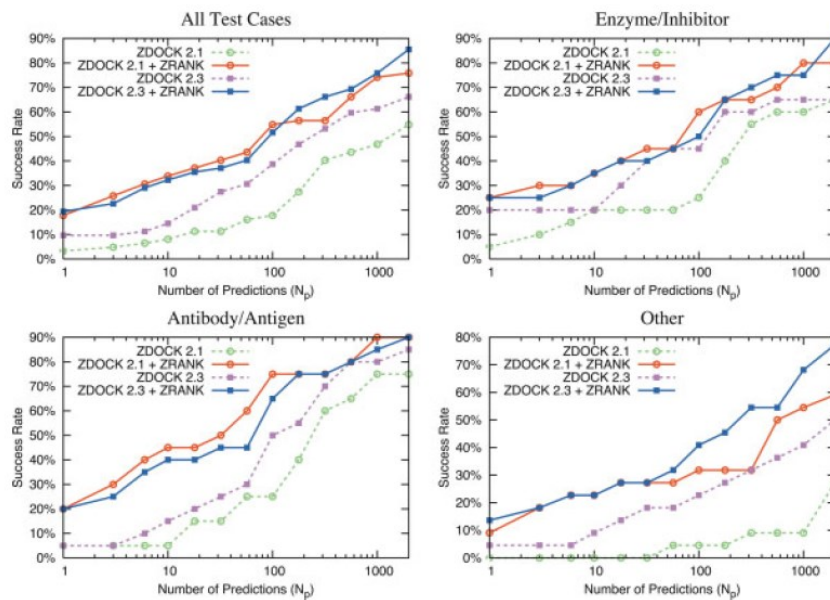 All Test Cases
90%
80%
70%
60%
50%
40%
30%
20%
10%
0%
Success Rate
ZDOCK 2.1
ZDOCK 2.1 + ZRANK
ZDOCK 2.3
ZDOCK 2.3 + ZRANK
1
10
100
1000
Number of Predictions (Np)
Enzyme/Inhibitor
90%
80%
70%
60%
50%
40%
30%
20%
10%
0%
Success Rate
ZDOCK 2.1
ZDOCK 2.1 + ZRANK
ZDOCK 2.3
ZDOCK 2.3 + ZRANK
1
10
100
1000
Number of Predictions (Np)
Antibody/Antigen
90%
80%
70%
60%
50%
40%
30%
20%
10%
0%
Success Rate
ZDOCK 2.1
ZDOCK 2.1 + ZRANK
ZDOCK 2.3
ZDOCK 2.3 + ZRANK
1
10
100
1000
Number of Predictions (Np)
Other
80%
70%
60%
50%
40%
30%
20%
10%
0%
Success Rate
ZDOCK 2.1
ZDOCK 2.1 + ZRANK
ZDOCK 2.3
ZDOCK 2.3 + ZRANK
1
10
100
1000
Number of Predictions (Np)